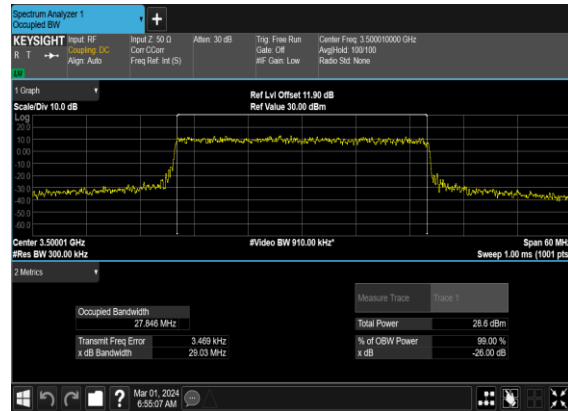 Spectrum Analyzer 1
Occupied BW
+
KEYSIGHT Input: RF Input Z: 50 Ω Atten: 30 dB Trig: Free Run Center Freq: 3.500010000 GHz
R T Coupling: DC Corr CCorr Gate: Off Avg|Hold: 100/100
Align: Auto Freq Ref: Int (S) #IF Gain: Low Radio Std: None
LXI
1 Graph
Ref Lvl Offset 11.90 dB
Scale/Div 10.0 dB Ref Value 30.00 dBm
Log
20.0
10.0
0.00
-10.0
-20.0
-30.0
-40.0
-50.0
-60.0
Center 3.50001 GHz #Video BW 910.00 kHz* Span 60 MHz
#Res BW 300.00 kHz Sweep 1.00 ms (1001 pts
2 Metrics
Measure Trace Trace 1
Occupied Bandwidth
27.846 MHz Total Power 28.6 dBm
Transmit Freq Error 3.469 kHz % of OBW Power 99.00 %
x dB Bandwidth 29.03 MHz x dB -26.00 dB
? Mar 01, 2024
6:55:07 AM